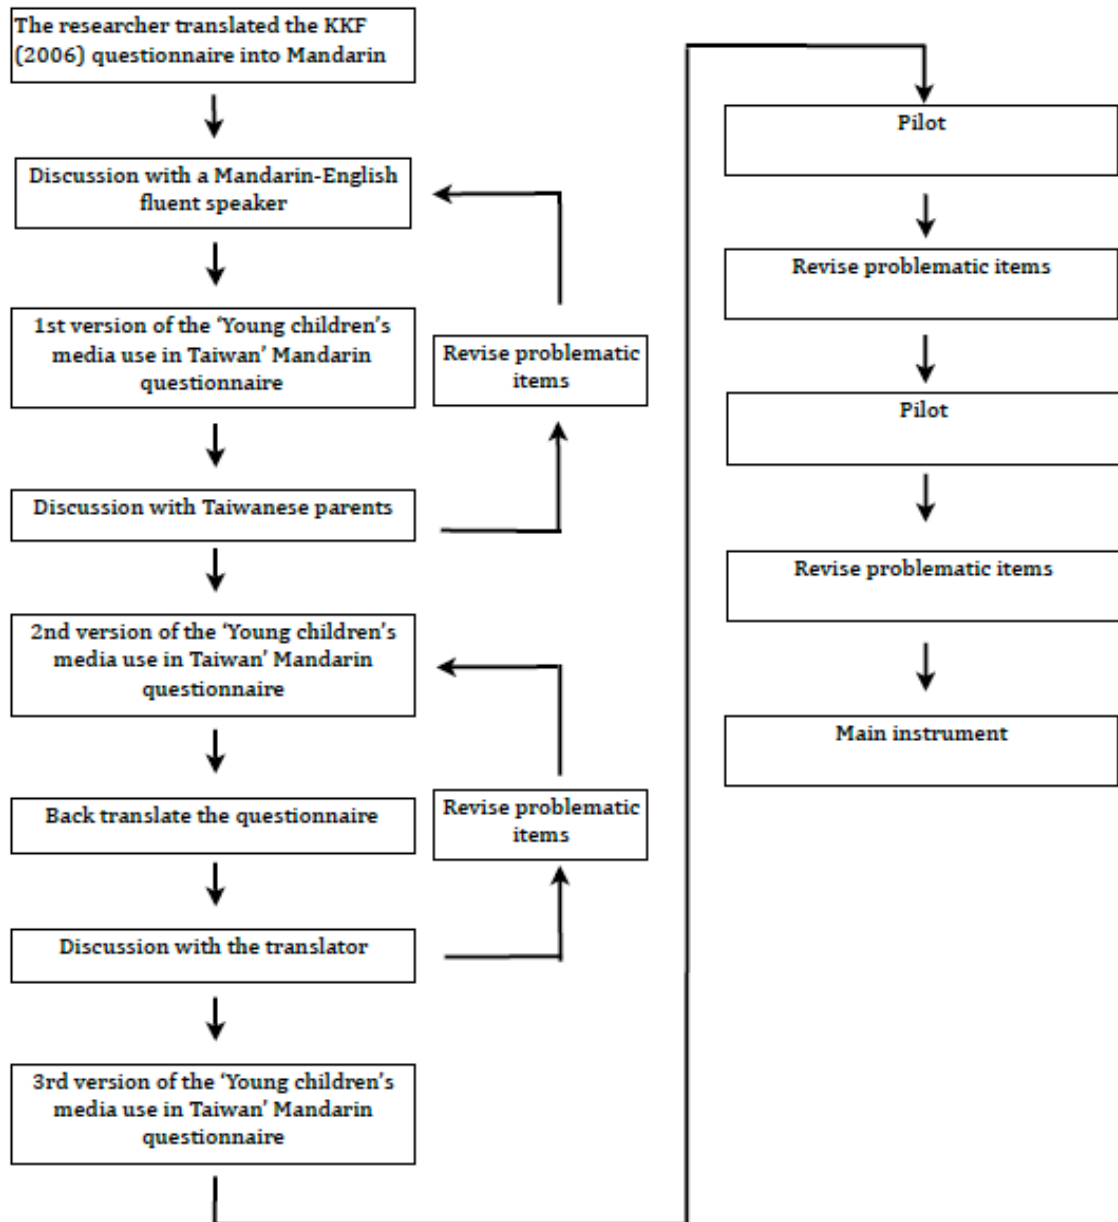 The researcher translated the KKF
(2006) questionnaire into Mandarin
Discussion with a Mandarin-English
fluent speaker
1st version of the ‘Young children’s
media use in Taiwan’ Mandarin
questionnaire
Revise problematic
items
Discussion with Taiwanese parents
2nd version of the ‘Young children’s
media use in Taiwan’ Mandarin
questionnaire
Back translate the questionnaire
Revise problematic
items
Discussion with the translator
3rd version of the ‘Young children’s
media use in Taiwan’ Mandarin
questionnaire
Pilot
Revise problematic items
Pilot
Revise problematic items
Main instrument